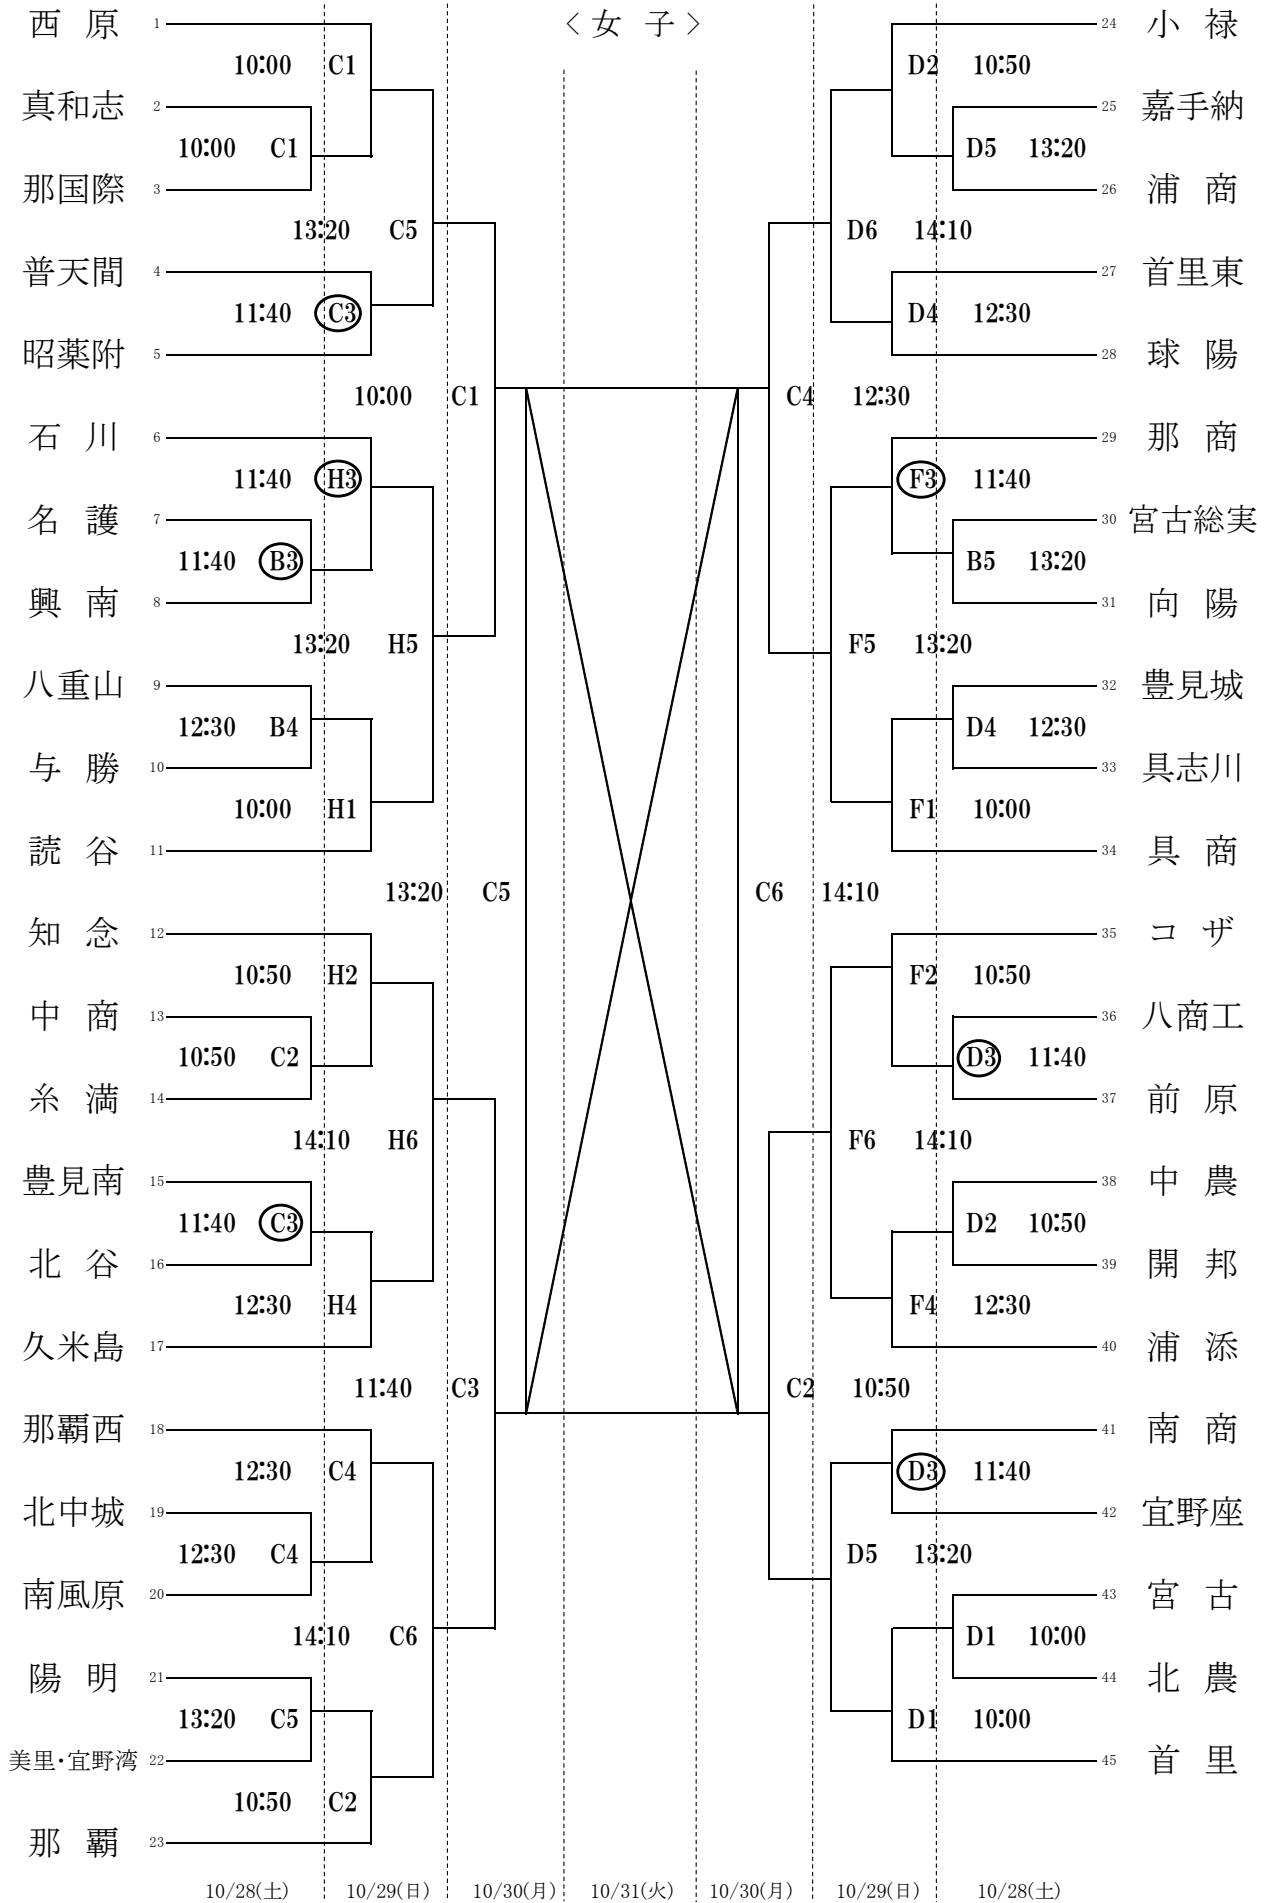 ＜女 子＞
西 原 1
10:00 C1
真和志 2
10:00 C1
那国際 3
13:20 C5
普天間 4
11:40 C3
昭薬附 5
10:00 C1
石 川 6
11:40 H3
名 護 7
11:40 B3
興 南 8
13:20 H5
八重山 9
12:30 B4
与 勝 10
10:00 H1
読 谷 11
13:20 C5
知 念 12
10:50 H2
中 商 13
10:50 C2
糸 満 14
14:10 H6
豊見南 15
11:40 C3
北 谷 16
12:30 H4
久米島 17
11:40 C3
那覇西 18
12:30 C4
北中城 19
12:30 C4
南風原 20
14:10 C6
陽 明 21
13:20 C5
美里・宜野湾 22
10:50 C2
那 覇 23
24 小 禄
D2 10:50
25 嘉手納
D5 13:20
26 浦 商
D6 14:10
27 首里東
D4 12:30
28 球 陽
C4 12:30
29 那 商
F3 11:40
30 宮古総実
B5 13:20
31 向 陽
F5 13:20
32 豊見城
D4 12:30
33 具志川
F1 10:00
34 具 商
C6 14:10
35 コ ザ
F2 10:50
36 八商工
D3 11:40
37 前 原
F6 14:10
38 中 農
D2 10:50
39 開 邦
F4 12:30
40 浦 添
C2 10:50
41 南 商
D3 11:40
42 宜野座
D5 13:20
43 宮 古
D1 10:00
44 北 農
D1 10:00
45 首 里
10/28(土) 10/29(日) 10/30(月) 10/31(火) 10/30(月) 10/29(日) 10/28(土)